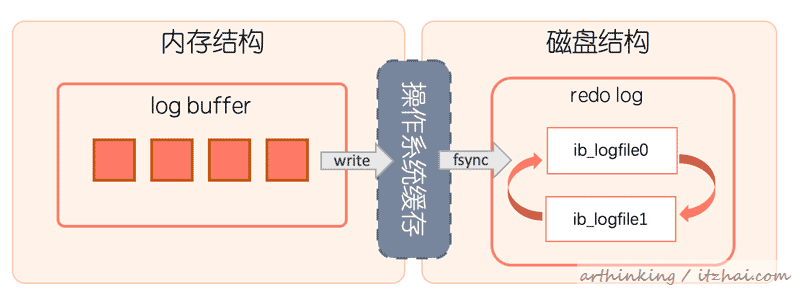 内存结构
磁盘结构
log buffer
write
操作系统缓存
fsync
redo log
ib_logfile0
ib_logfile1
arthinking / itzhai.com